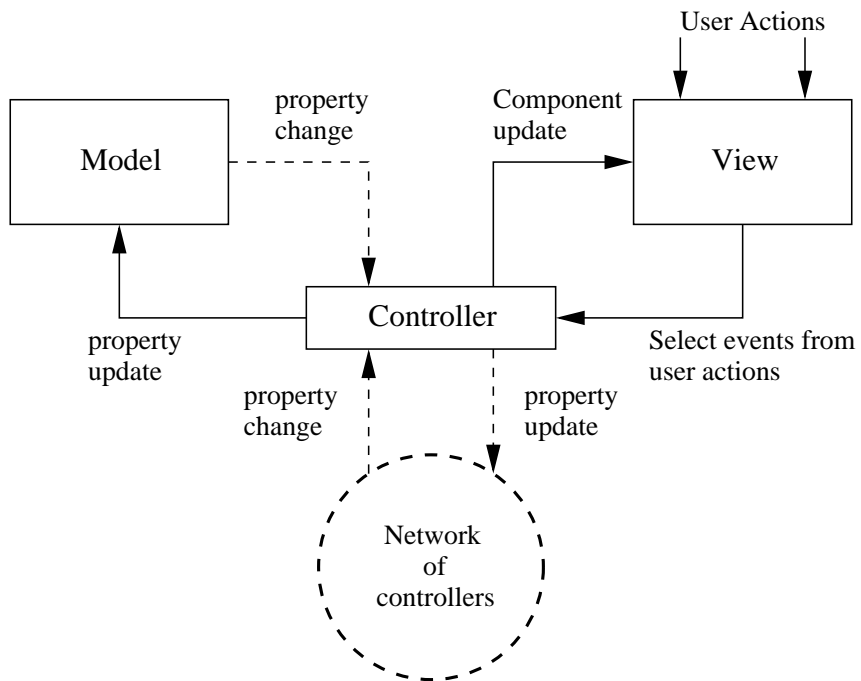 User Actions
property
change
Component
update
Model
View
Controller
property
update
Select events from
user actions
property
change
property
update
Network
of
controllers